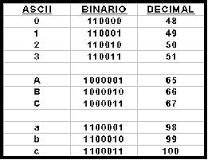 ASCII BINARIO DECIMAL
0 110000 48
1 110001 49
2 110010 50
3 110011 51
A 1000001 65
B 1000010 66
C 1000011 67
a 1100001 98
b 1100010 99
c 1100011 100